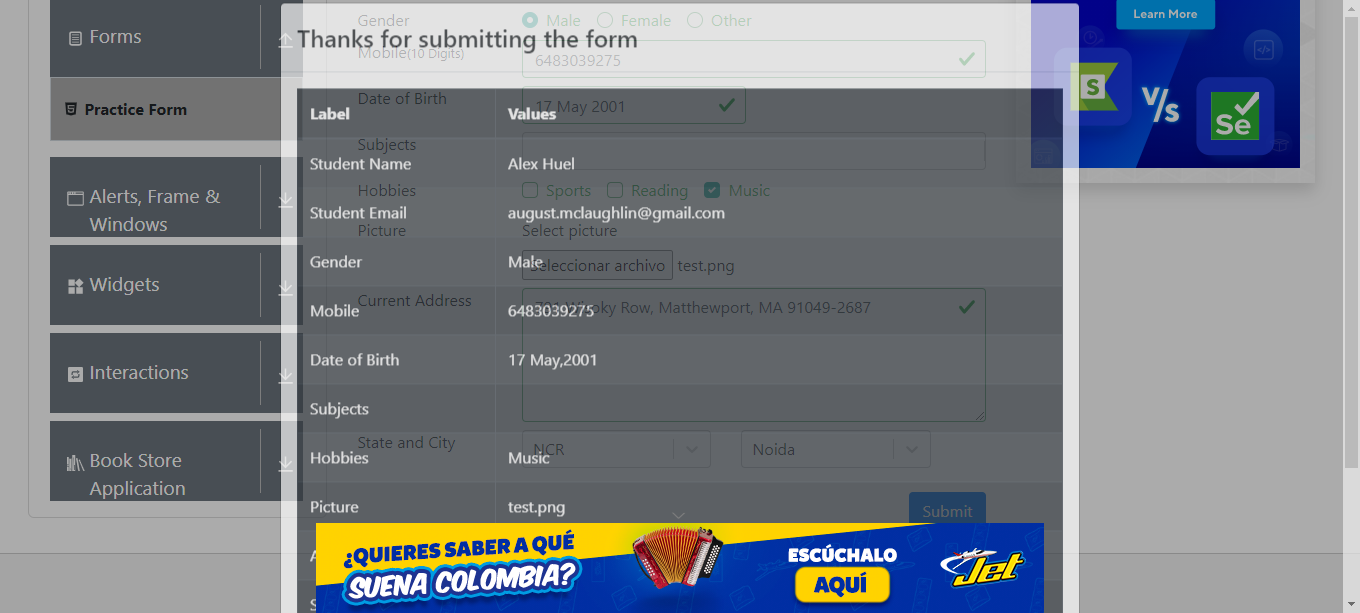 Forms
Practice Form
Alerts, Frame &
Windows
Widgets
Interactions
Book Store
Application
Thanks for submitting the form
Label Values
Student Name Alex Huel
Student Email august.mclaughlin@gmail.com
Gender Male
Mobile 6483039275
Date of Birth 17 May,2001
Subjects
Hobbies Music
Picture test.png
Gender Male Female Other
Mobile(10 Digits) 6483039275
Date of Birth 17 May 2001
Subjects
Hobbies Sports Reading Music
Picture Select picture
Seleccionar archivo test.png
Current Address Row, Matthewport, MA 91049-2687
State and City NCR Noida
Submit
Learn More
S
V/s
Se
¿QUIERES SABER A QUÉ
SUENA COLOMBIA?
ESCÚCHALO
AQUÍ
Jet